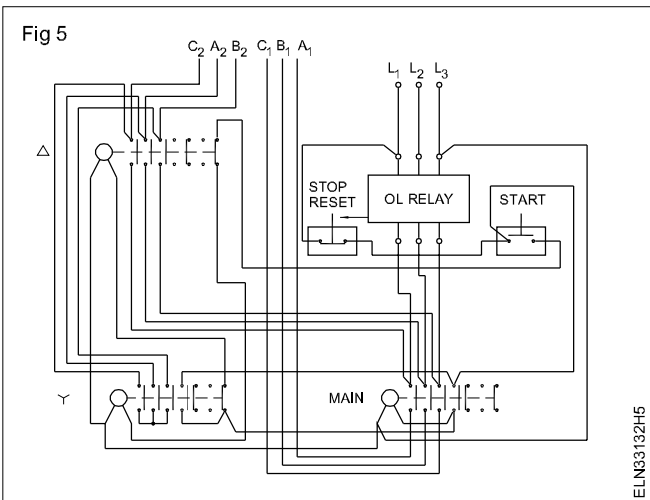 Fig 5
C2 A2 B2 C1 B1 A1
L1 L2 L3
△
STOP
RESET
OL RELAY
START
Y
MAIN
ELN33132H5